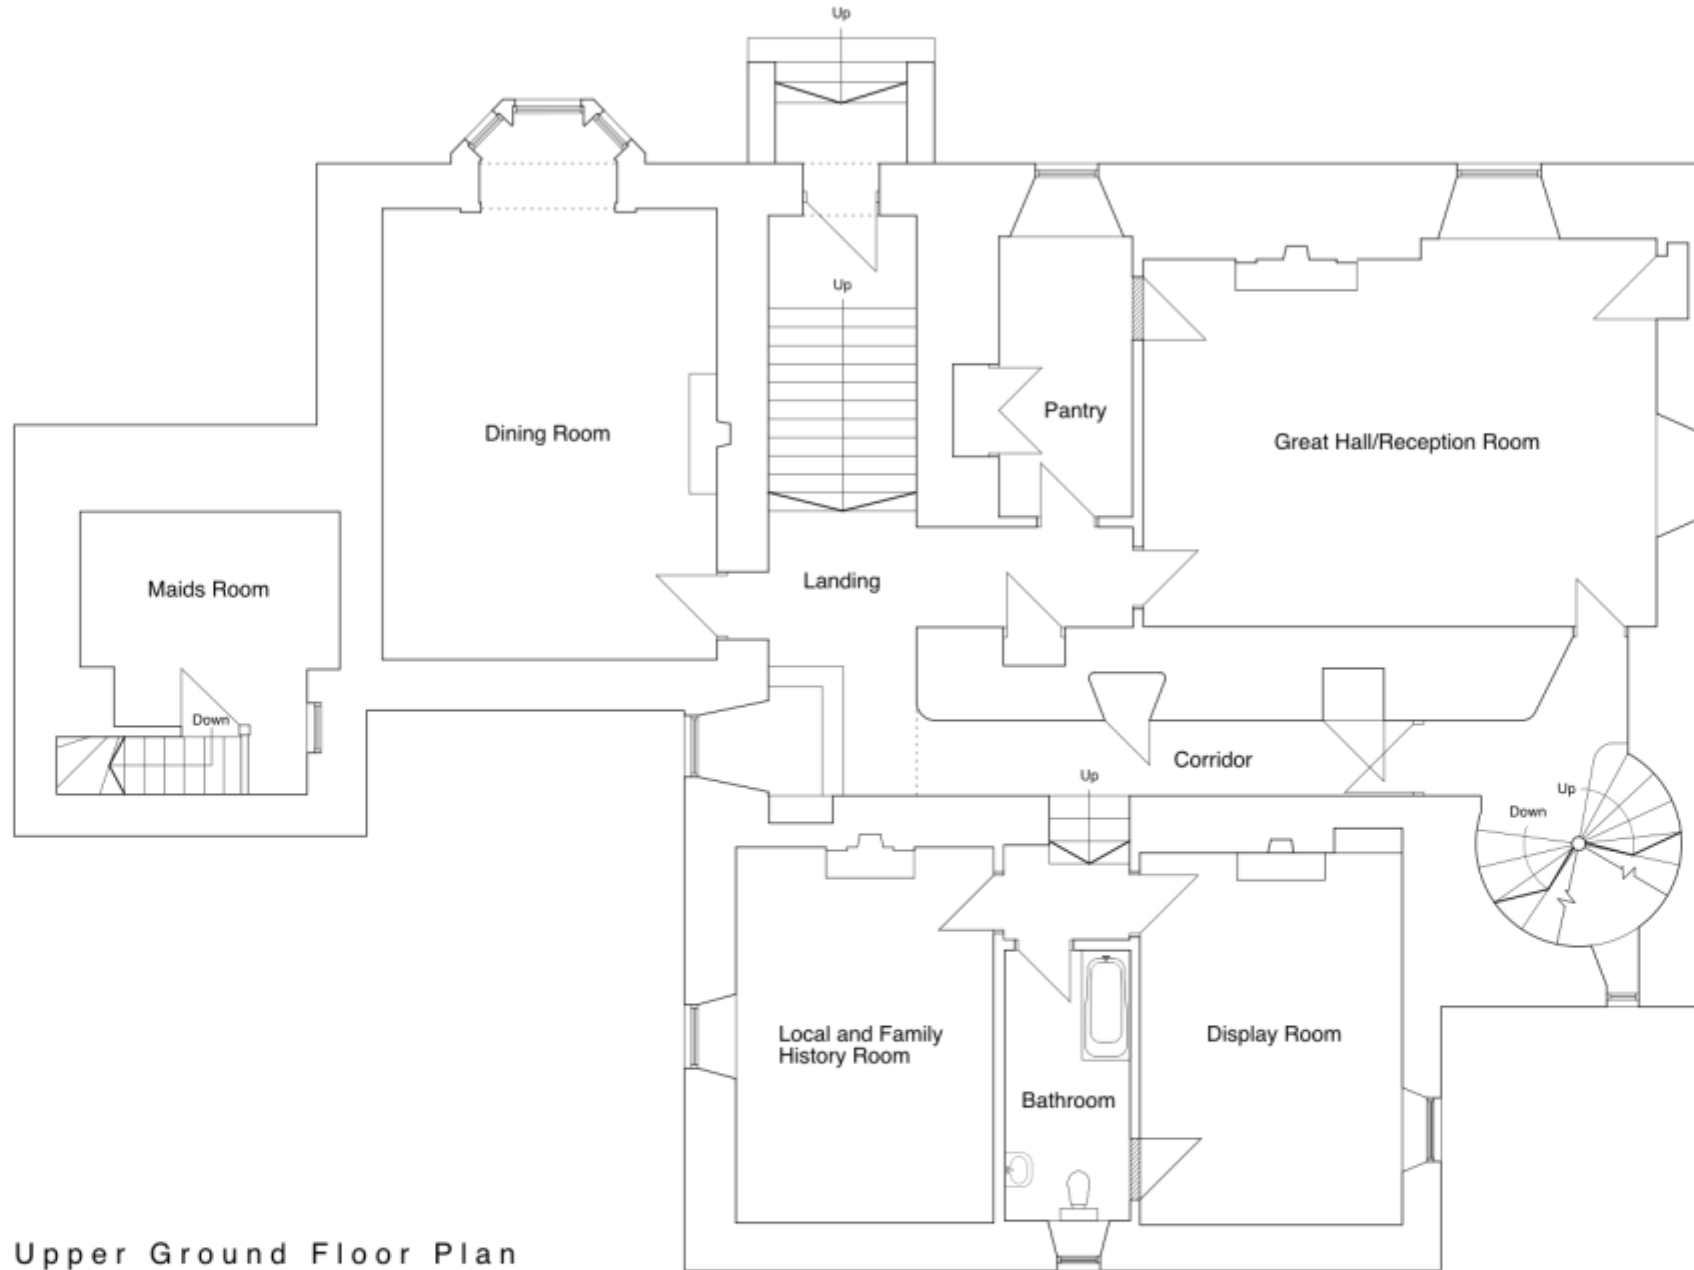 Up
Up
Pantry
Dining Room
Great Hall/Reception Room
Landing
Maids Room
Down
Corridor
Up
Up
Down
Local and Family
History Room
Display Room
Bathroom
Upper Ground Floor Plan